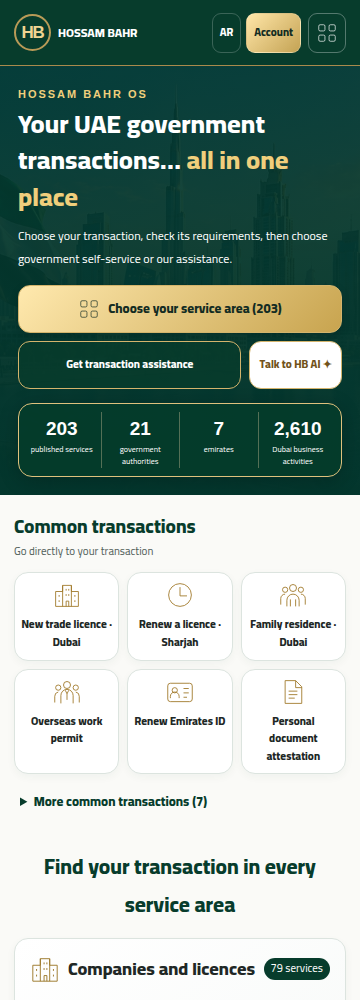 HB
HOSSAM BAHR
AR
Account
HOSSAM BAHR OS
Your UAE government
transactions... all in one
place
Choose your transaction, check its requirements, then choose
government self-service or our assistance.
Choose your service area (203)
Get transaction assistance
Talk to HB AI ✦
203
published services
21
government
authorities
7
emirates
2,610
Dubai business
activities
Common transactions
Go directly to your transaction
New trade licence ·
Dubai
Renew a licence ·
Sharjah
Family residence ·
Dubai
Overseas work
permit
Renew Emirates ID
Personal
document
attestation
▶ More common transactions (7)
Find your transaction in every
service area
Companies and licences
79 services